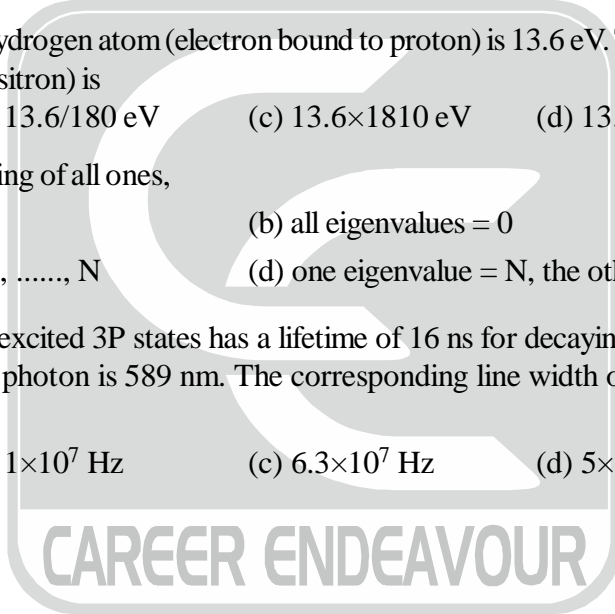 ydrogen atom (electron bound to proton) is 13.6 eV.
sitron) is
13.6/180 eV (c) 13.6×1810 eV (d) 13.
ing of all ones,
(b) all eigenvalues = 0
, ......, N (d) one eigenvalue = N, the ot
excited 3P states has a lifetime of 16 ns for decayin
photon is 589 nm. The corresponding line width o
1×10⁷ Hz (c) 6.3×10⁷ Hz (d) 5×
CAREER ENDEAVOUR